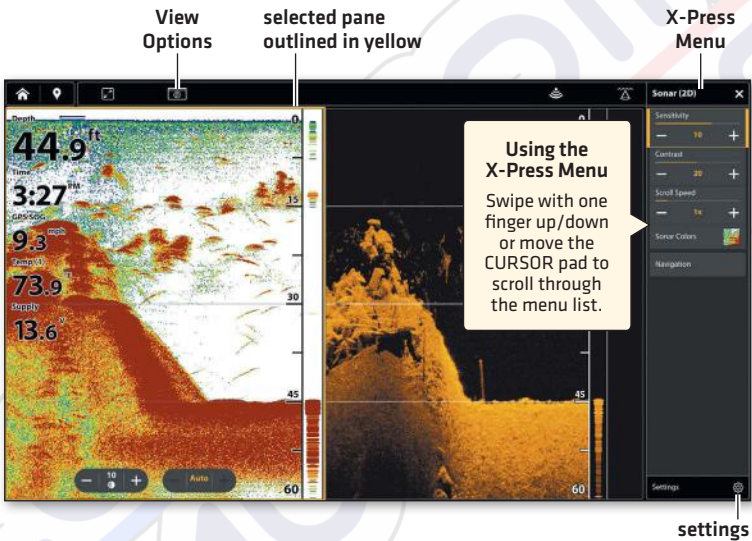 View
Options
selected pane
outlined in yellow
X-Press
Menu
Sonar (2D)
Depth
44.9 ft
Time
3:27 PM
GPS SOG
9.3 mph
Temp (1)
73.9
Supply
13.6 V
0
15
30
45
60
10
Auto
0
45
60
Using the
X-Press Menu
Swipe with one
finger up/down
or move the
CURSOR pad to
scroll through
the menu list.
Sensitivity
10
Contrast
20
Scroll Speed
1x
Sonar Colors
Navigation
Settings
settings